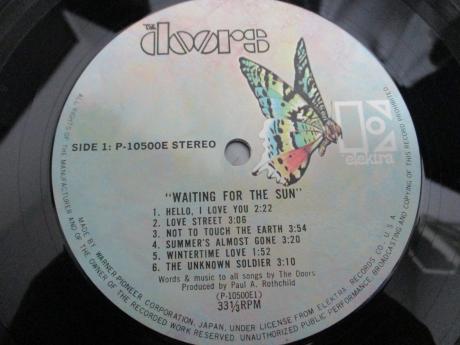 THE
doors
SIDE 1: P-10500E STEREO
elektra
"WAITING FOR THE SUN"
1. HELLO, I LOVE YOU 2:22
2. LOVE STREET 3:06
3. NOT TO TOUCH THE EARTH 3:54
4. SUMMER'S ALMOST GONE 3:20
5. WINTERTIME LOVE 1:52
6. THE UNKNOWN SOLDIER 3:10
Words & music to all songs by The Doors
Produced by Paul A. Rothchild
(P-10500E1)
33⅓RPM
MADE BY WARNER-PIONEER CORPORATION, JAPAN, UNDER LICENSE FROM ELEKTRA RECORDS CO., U.S.A.
ALL RIGHTS OF THE MANUFACTURER AND OF THE OWNER OF THE RECORDED WORK RESERVED. UNAUTHORIZED PUBLIC PERFORMANCE, BROADCASTING AND COPYING OF THIS RECORD PROHIBITED.